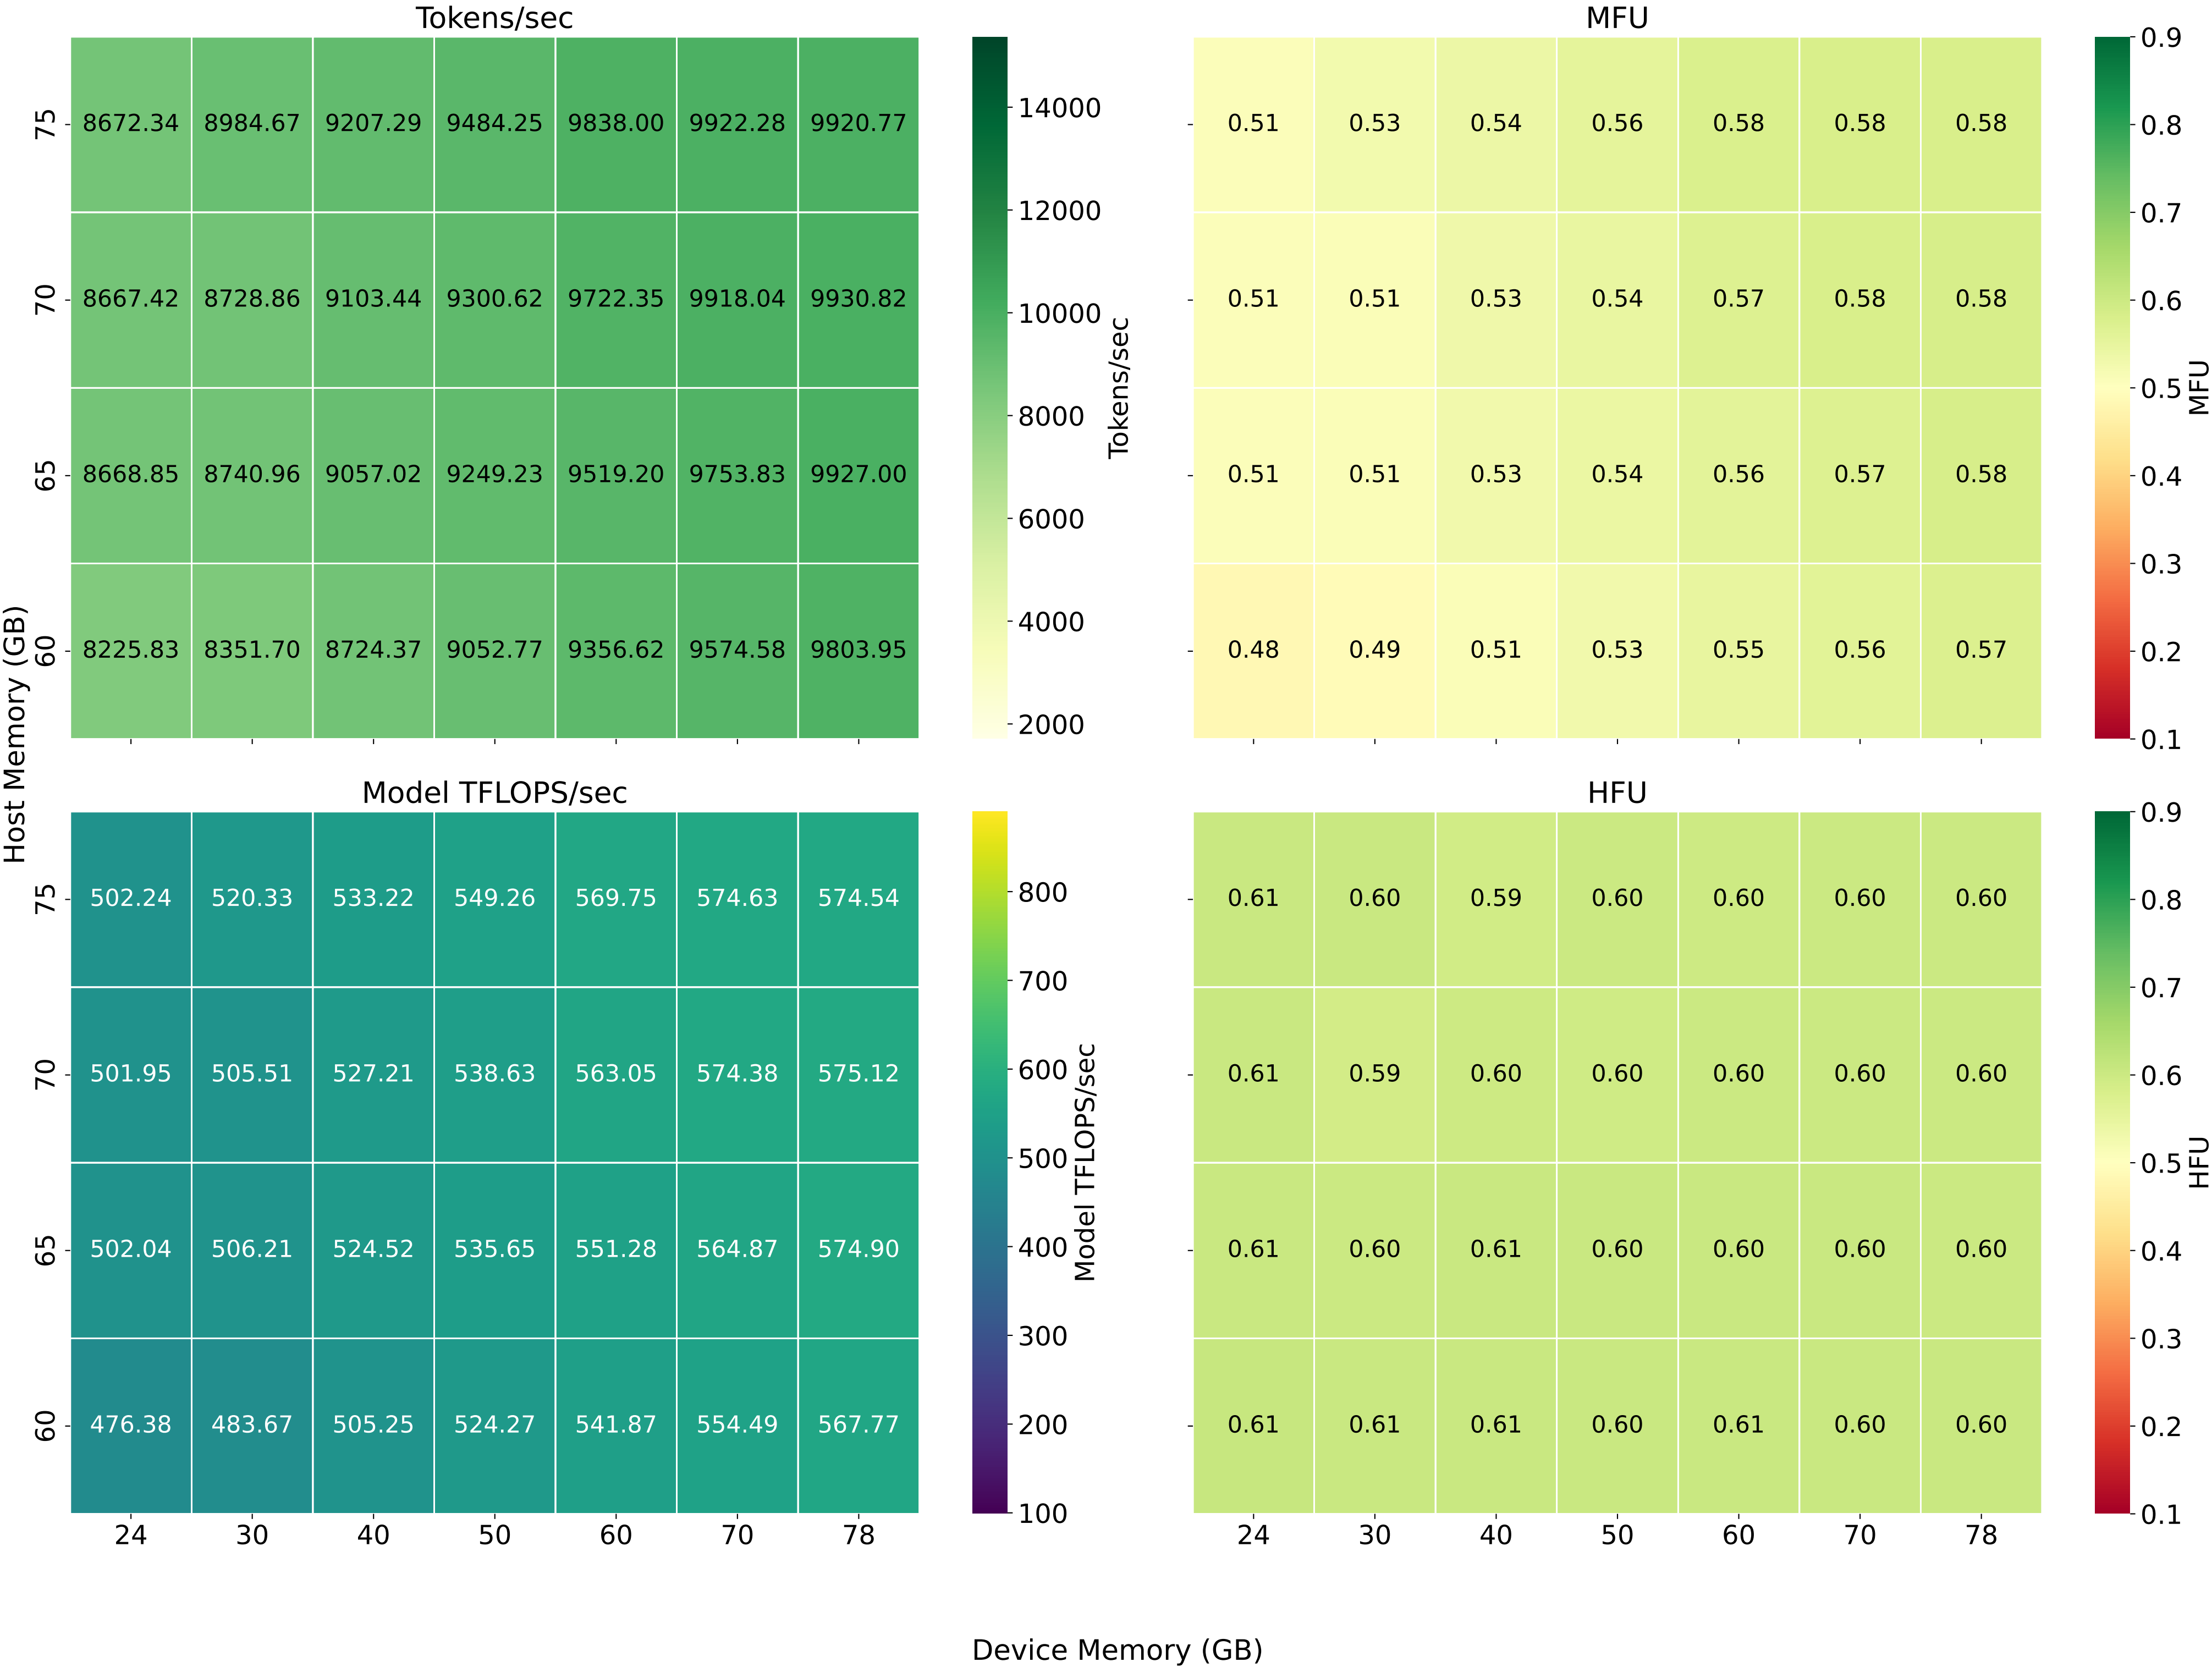 Tokens/sec
75 8672.34 8984.67 9207.29 9484.25 9838.00 9922.28 9920.77
70 8667.42 8728.86 9103.44 9300.62 9722.35 9918.04 9930.82
65 8668.85 8740.96 9057.02 9249.23 9519.20 9753.83 9927.00
60 8225.83 8351.70 8724.37 9052.77 9356.62 9574.58 9803.95
14000
12000
10000
8000
6000
4000
2000
Tokens/sec
MFU
0.51 0.53 0.54 0.56 0.58 0.58 0.58
0.51 0.51 0.53 0.54 0.57 0.58 0.58
0.51 0.51 0.53 0.54 0.56 0.57 0.58
0.48 0.49 0.51 0.53 0.55 0.56 0.57
0.9
0.8
0.7
0.6
0.5
0.4
0.3
0.2
0.1
MFU
Host Memory (GB)
Model TFLOPS/sec
75 502.24 520.33 533.22 549.26 569.75 574.63 574.54
70 501.95 505.51 527.21 538.63 563.05 574.38 575.12
65 502.04 506.21 524.52 535.65 551.28 564.87 574.90
60 476.38 483.67 505.25 524.27 541.87 554.49 567.77
24 30 40 50 60 70 78
800
700
600
500
400
300
200
100
Model TFLOPS/sec
HFU
0.61 0.60 0.59 0.60 0.60 0.60 0.60
0.61 0.59 0.60 0.60 0.60 0.60 0.60
0.61 0.60 0.61 0.60 0.60 0.60 0.60
0.61 0.61 0.61 0.60 0.61 0.60 0.60
24 30 40 50 60 70 78
0.9
0.8
0.7
0.6
0.5
0.4
0.3
0.2
0.1
HFU
Device Memory (GB)